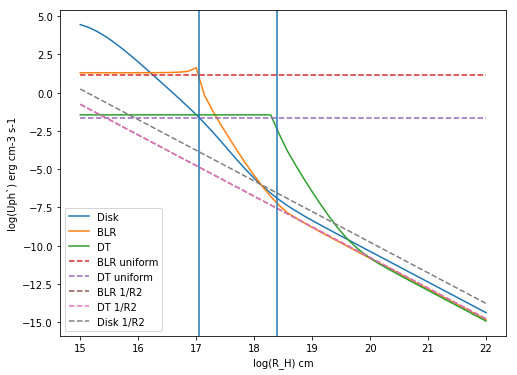 5.0
2.5
0.0
−2.5
−5.0
−7.5
−10.0
−12.5
−15.0
log(Uph`) erg cm-3 s-1
Disk
BLR
DT
BLR uniform
DT uniform
BLR 1/R2
DT 1/R2
Disk 1/R2
15 16 17 18 19 20 21 22
log(R_H) cm